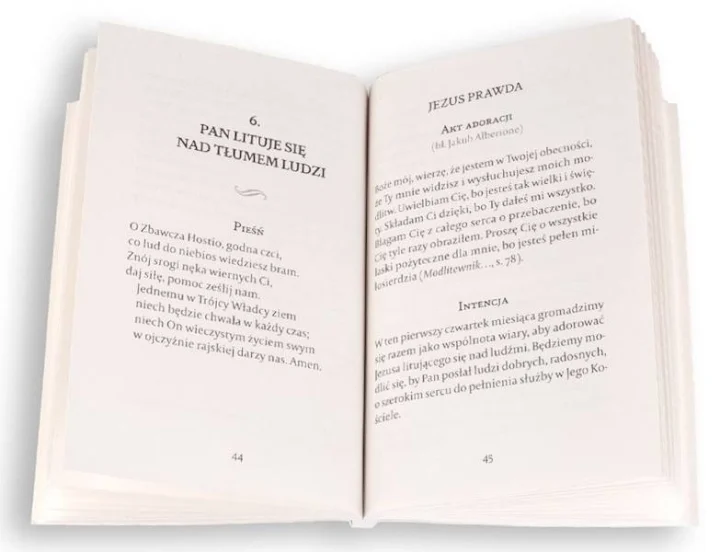 6.
PAN LITUJE SIĘ
NAD TŁUMEM LUDZI
Pieśń
O Zbawcza Hostio, godna czci,
co lud do niebios wiedziesz bram.
Znój srogi nęka wiernych Ci,
daj siłę, pomoc ześlij nam.
Jednemu w Trójcy Władcy ziem
niech będzie chwała w każdy czas;
niech On wieczystym życiem swym
w ojczyźnie rajskiej darzy nas. Amen.
44
JEZUS PRAWDA
Akt adoracji
(bł. Jakub Alberione)
Boże mój, wierzę, że jestem w Twojej obecności,
że Ty mnie widzisz i wysłuchujesz moich mo-
dlitw. Uwielbiam Cię, bo jesteś tak wielki i świę-
ty. Składam Ci dzięki, bo Ty dałeś mi wszystko.
Błagam Cię z całego serca o przebaczenie, bo
Cię tyle razy obraziłem. Proszę Cię o wszystkie
łaski pożyteczne dla mnie, bo jesteś pełen mi-
łosierdzia (Modlitewnik..., s. 78).
Intencja
W ten pierwszy czwartek miesiąca gromadzimy
się razem jako wspólnota wiary, aby adorować
Jezusa litującego się nad ludźmi. Będziemy mo-
dlić się, by Pan posłał ludzi dobrych, radosnych,
o szerokim sercu do pełnienia służby w Jego Ko-
ściele.
45